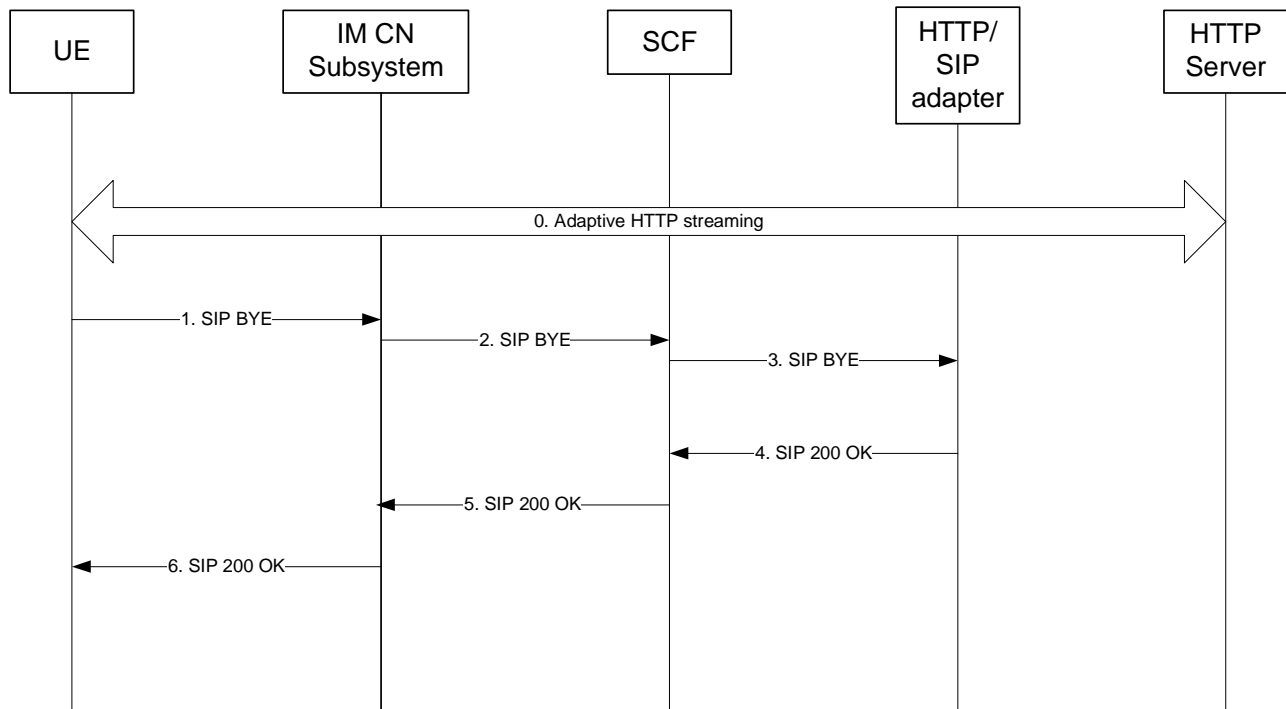 UE
IM CN
Subsystem
SCF
HTTP/
SIP
adapter
HTTP
Server
0. Adaptive HTTP streaming
1. SIP BYE
2. SIP BYE
3. SIP BYE
4. SIP 200 OK
5. SIP 200 OK
6. SIP 200 OK